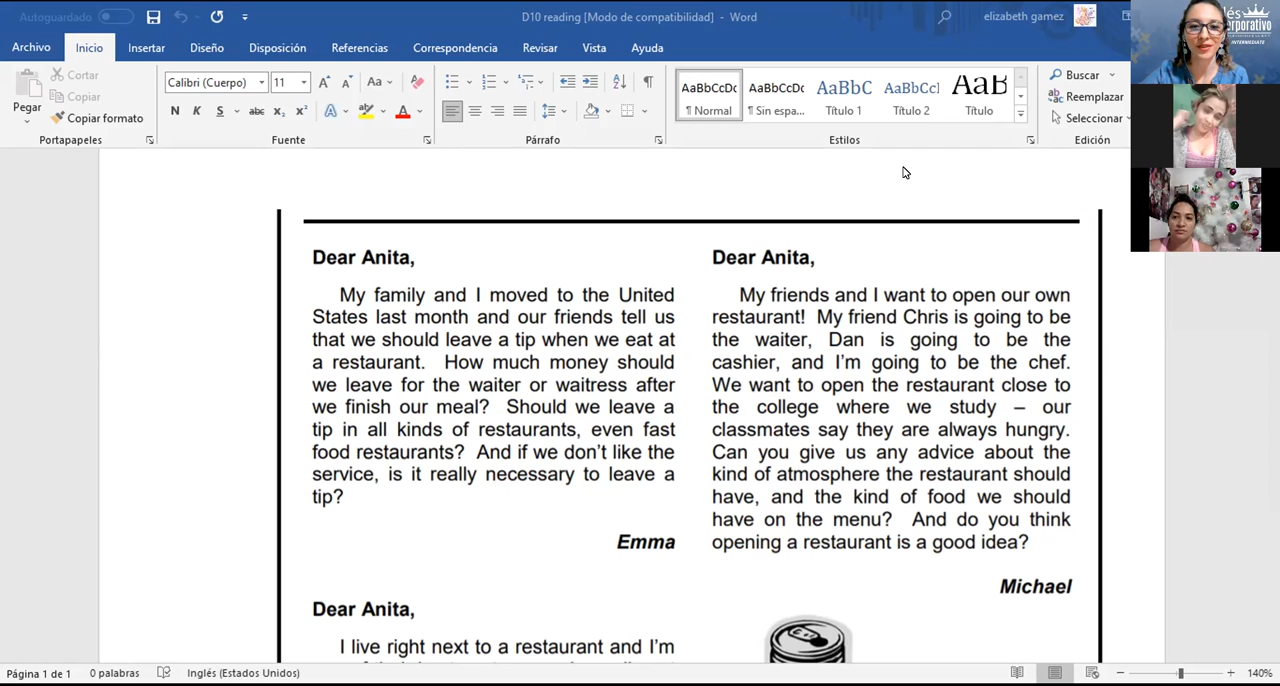 Autoguardado
D10 reading [Modo de compatibilidad] - Word
elizabeth gamez
Archivo Inicio Insertar Diseño Disposición Referencias Correspondencia Revisar Vista Ayuda
Pegar
Cortar
Copiar
Copiar formato
Portapapeles
Calibri (Cuerpo) 11
N K S abc x₂ x²
Aa
A
A
Fuente
Párrafo
AaBbCcDc
¶ Normal
AaBbCcDc
¶ Sin espa...
AaBbC
Título 1
AaBbCcl
Título 2
AaB
Título
Estilos
Buscar
Reemplazar
Seleccionar
Edición
INTERMEDIATE
Dear Anita,
My family and I moved to the United
States last month and our friends tell us
that we should leave a tip when we eat at
a restaurant. How much money should
we leave for the waiter or waitress after
we finish our meal? Should we leave a
tip in all kinds of restaurants, even fast
food restaurants? And if we don't like the
service, is it really necessary to leave a
tip?
Emma
Dear Anita,
I live right next to a restaurant and I'm
Dear Anita,
My friends and I want to open our own
restaurant! My friend Chris is going to be
the waiter, Dan is going to be the
cashier, and I'm going to be the chef.
We want to open the restaurant close to
the college where we study – our
classmates say they are always hungry.
Can you give us any advice about the
kind of atmosphere the restaurant should
have, and the kind of food we should
have on the menu? And do you think
opening a restaurant is a good idea?
Michael
Página 1 de 1 0 palabras Inglés (Estados Unidos)
140%